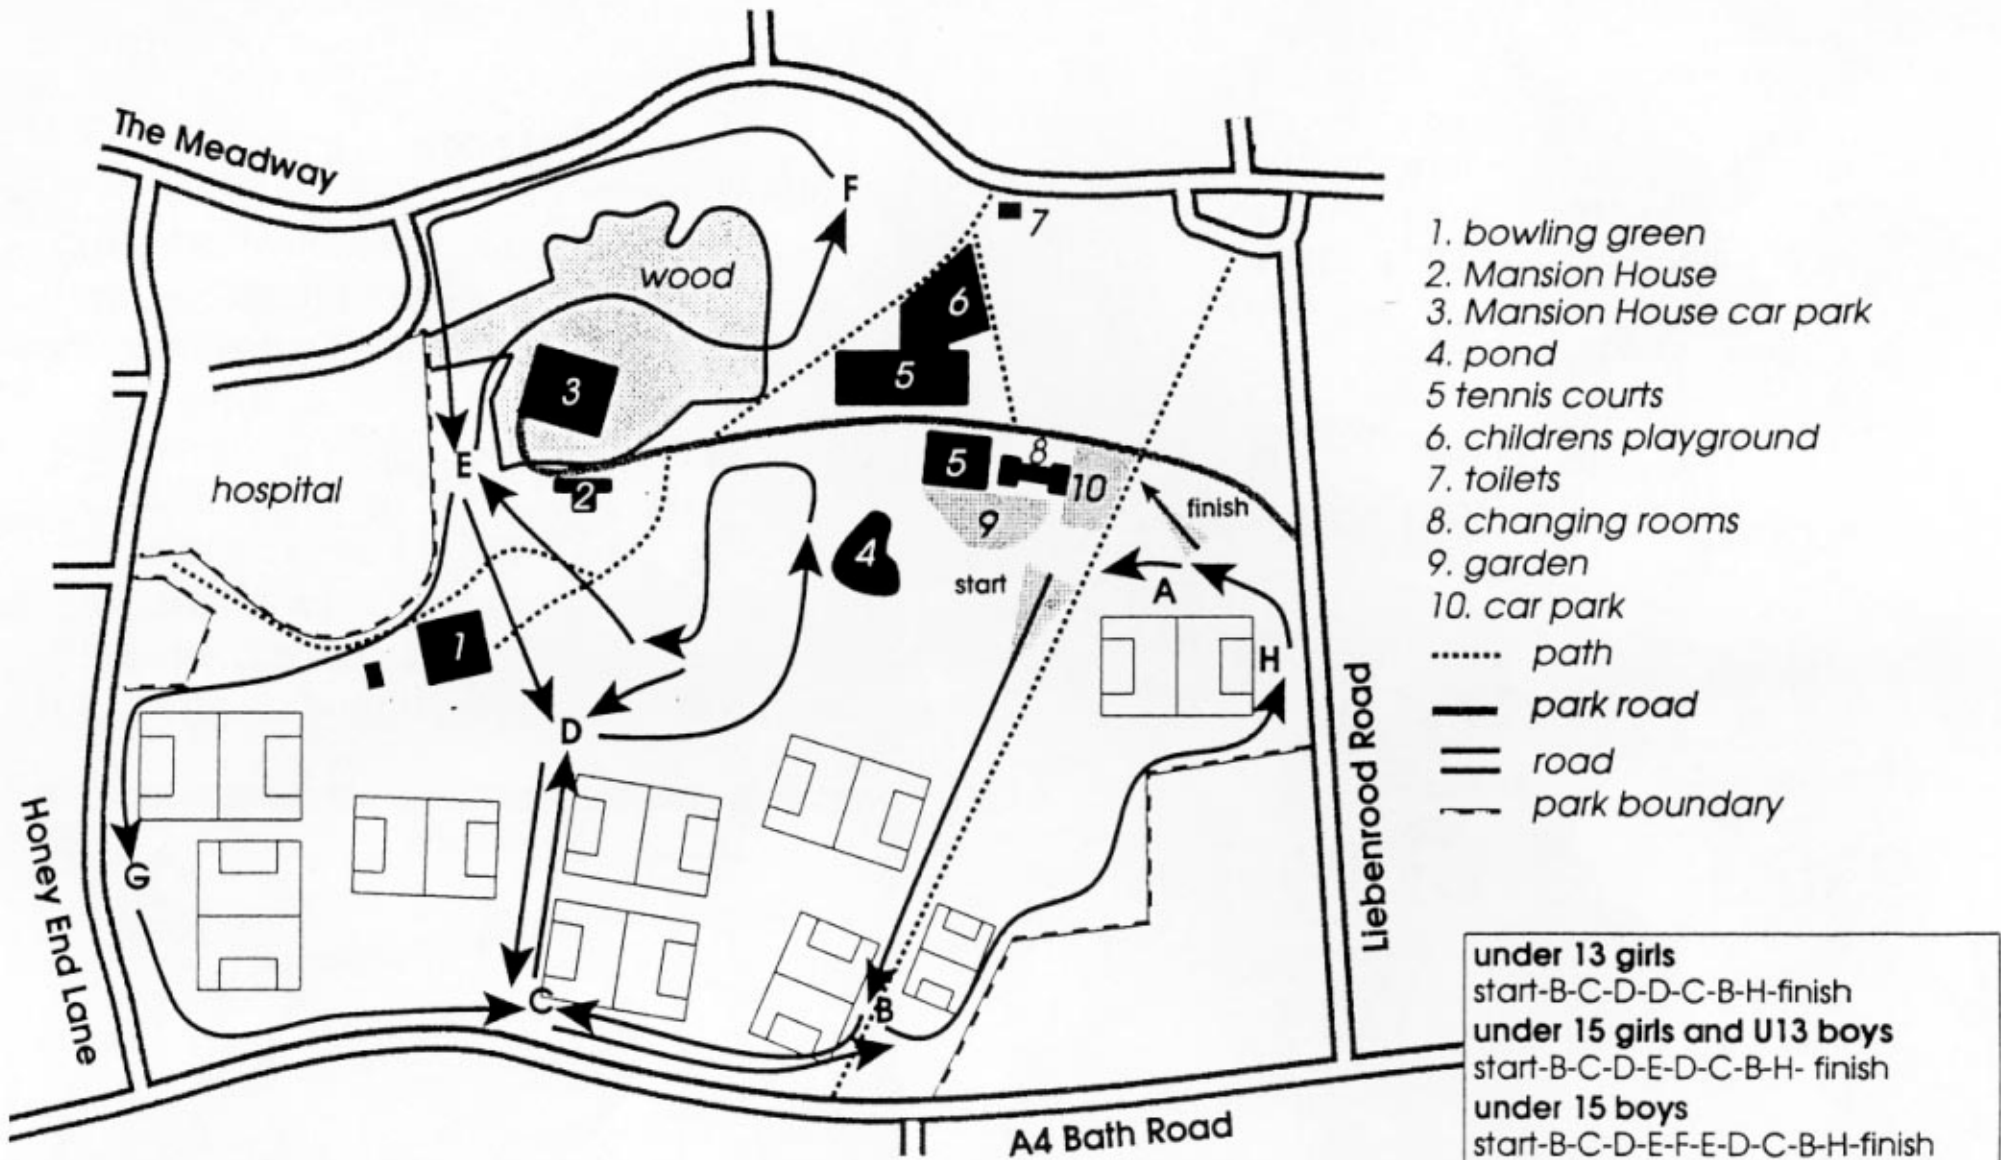 The Meadway
F
7
wood
6
3
5
E
hospital
2
5
8
10
9
finish
4
start
A
1
H
D
G
C
B
Honey End Lane
Liebenrood Road
A4 Bath Road
1. bowling green
2. Mansion House
3. Mansion House car park
4. pond
5 tennis courts
6. childrens playground
7. toilets
8. changing rooms
9. garden
10. car park
path
park road
road
park boundary
under 13 girls
start-B-C-D-D-C-B-H-finish
under 15 girls and U13 boys
start-B-C-D-E-D-C-B-H- finish
under 15 boys
start-B-C-D-E-F-E-D-C-B-H-finish